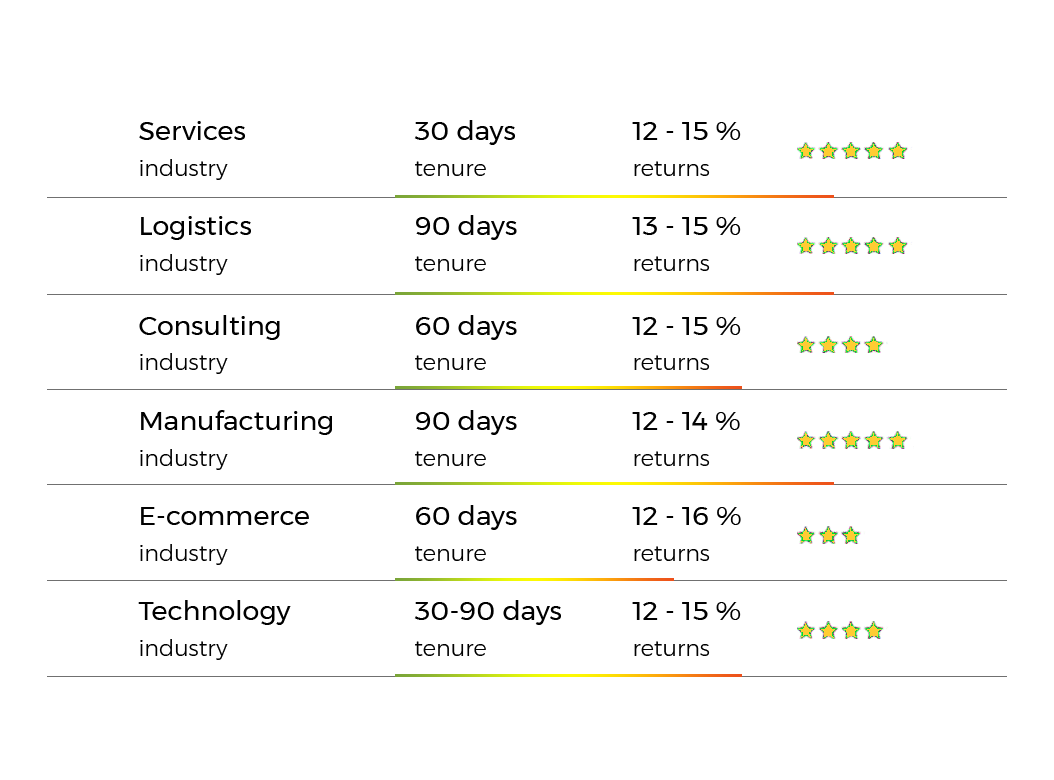 Services 30 days 12 - 15 %
industry tenure returns
Logistics 90 days 13 - 15 %
industry tenure returns
Consulting 60 days 12 - 15 %
industry tenure returns
Manufacturing 90 days 12 - 14 %
industry tenure returns
E-commerce 60 days 12 - 16 %
industry tenure returns
Technology 30-90 days 12 - 15 %
industry tenure returns